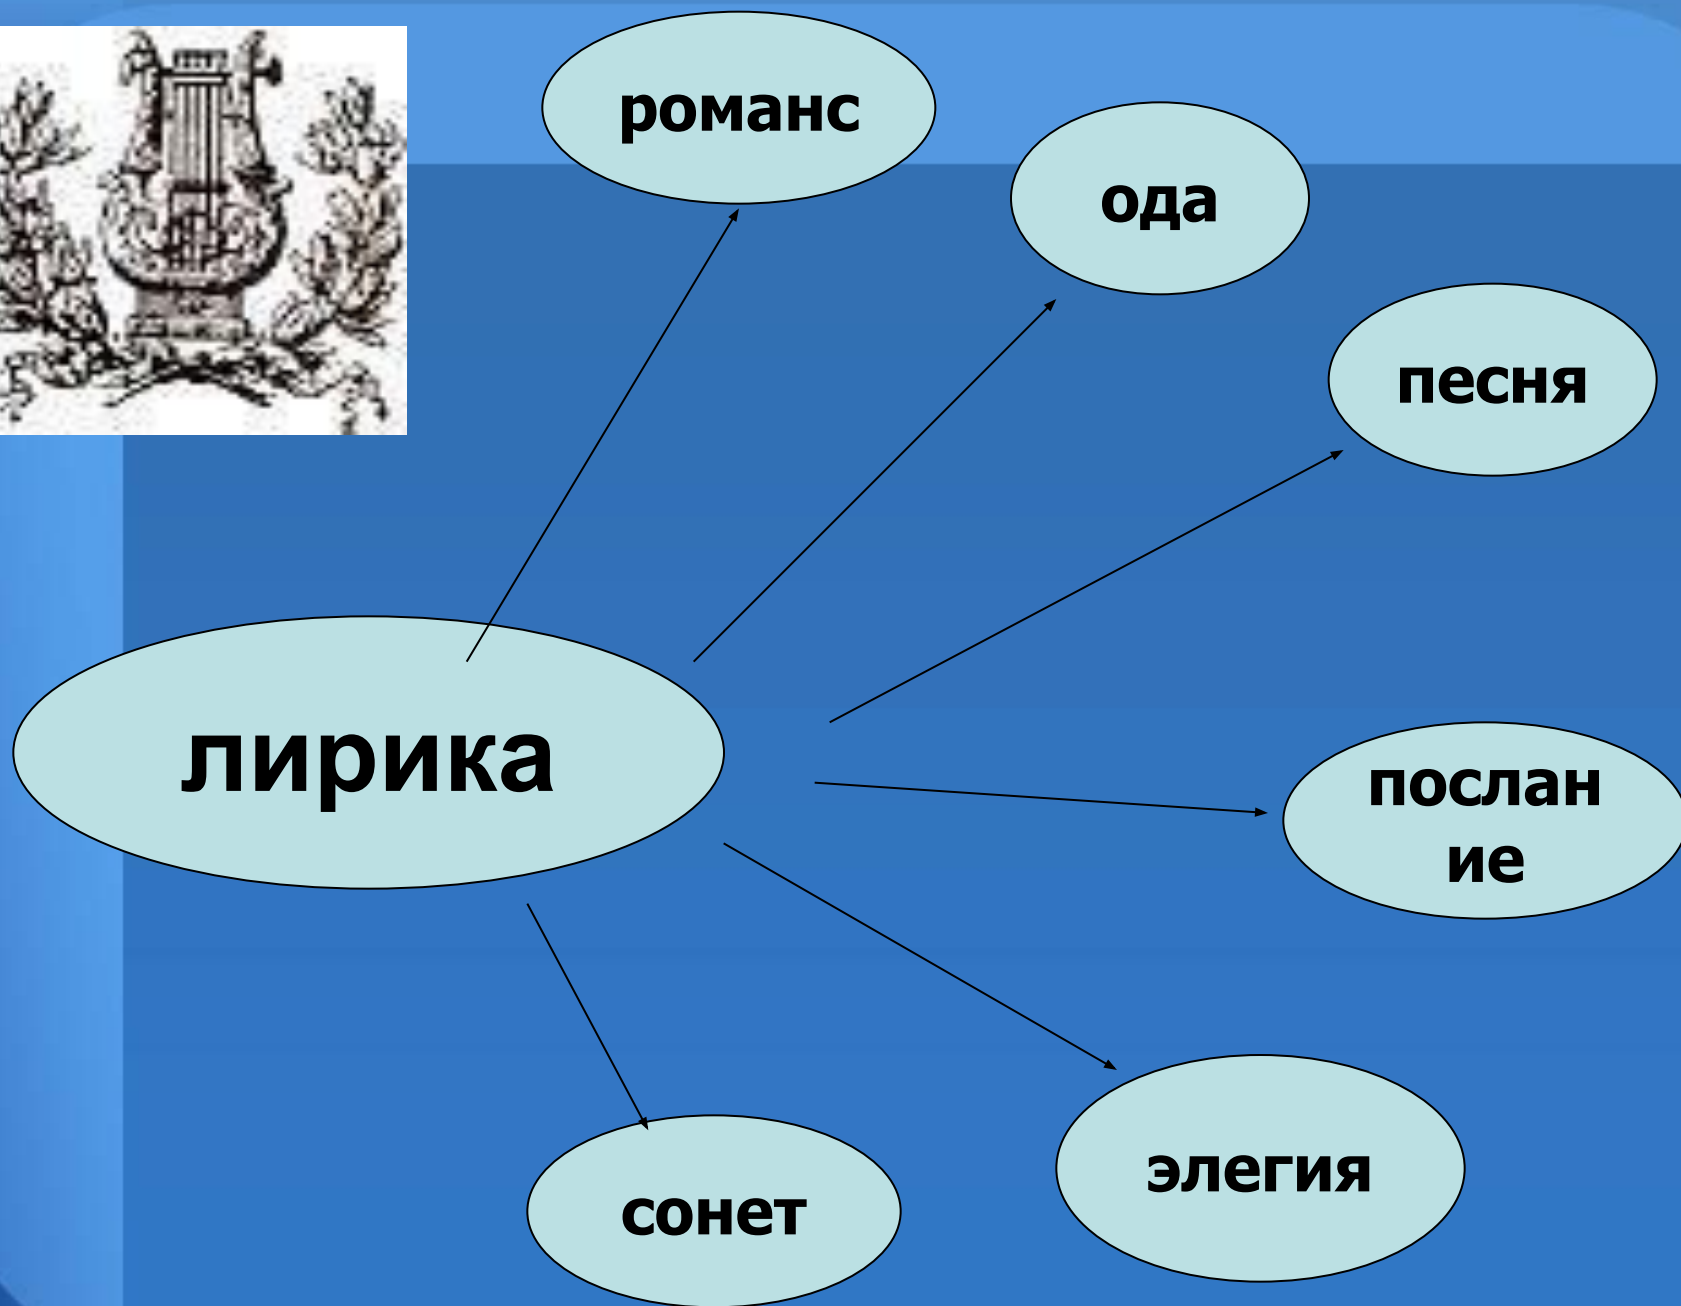 романс
ода
песня
лирика
послан
ие
элегия
сонет